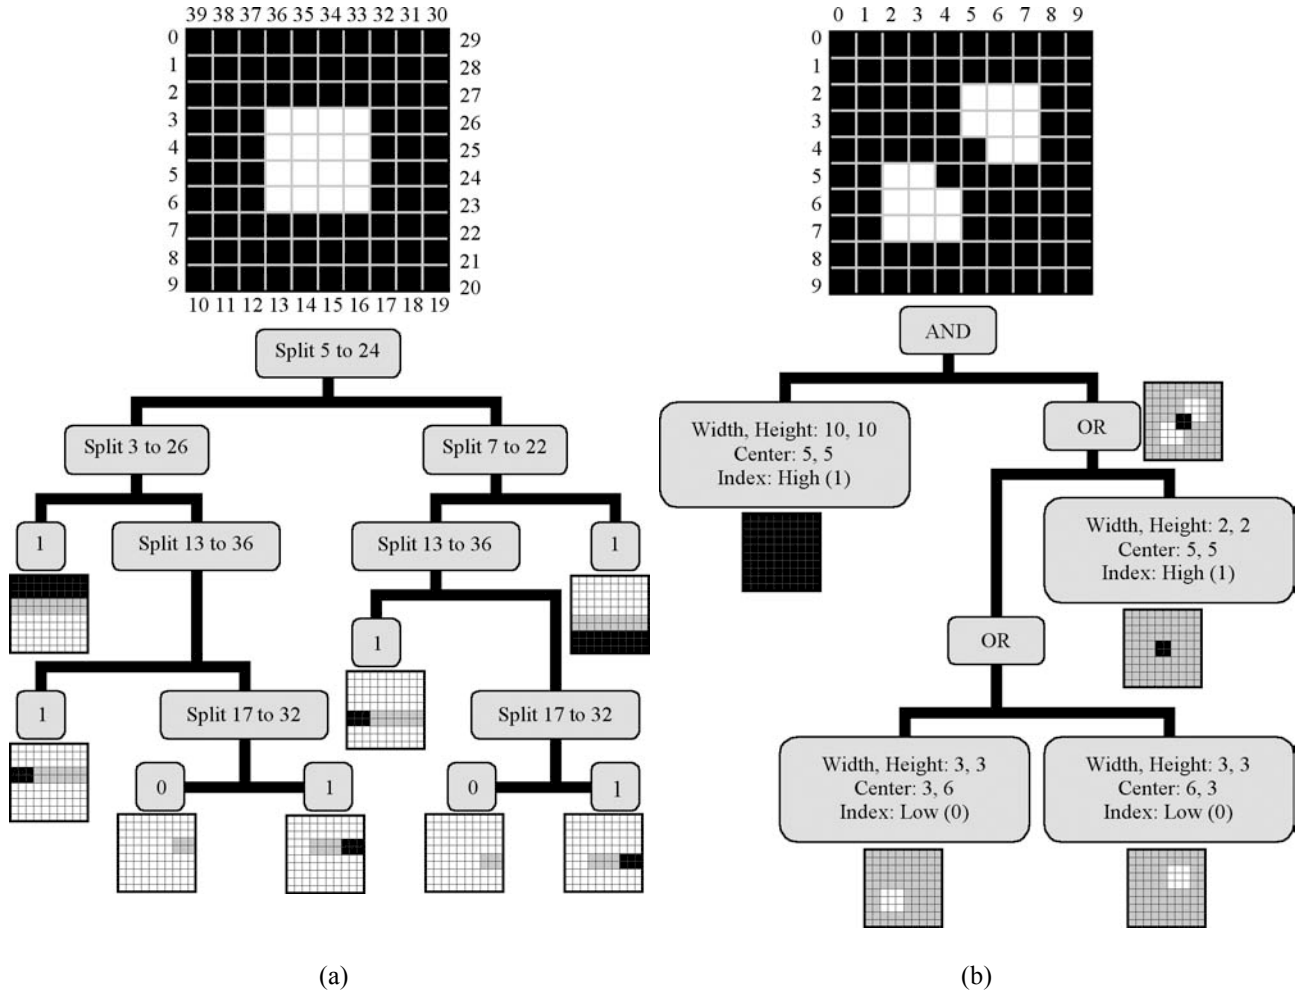 39 38 37 36 35 34 33 32 31 30
0 29
1 28
2 27
3 26
4 25
5 24
6 23
7 22
8 21
9 20
10 11 12 13 14 15 16 17 18 19
Split 5 to 24
Split 3 to 26
Split 7 to 22
1
Split 13 to 36
Split 13 to 36
1
1
1
Split 17 to 32
Split 17 to 32
0
1
0
1
(a)
0 1 2 3 4 5 6 7 8 9
0
1
2
3
4
5
6
7
8
9
AND
Width, Height: 10, 10
Center: 5, 5
Index: High (1)
OR
Width, Height: 2, 2
Center: 5, 5
Index: High (1)
OR
Width, Height: 3, 3
Center: 3, 6
Index: Low (0)
Width, Height: 3, 3
Center: 6, 3
Index: Low (0)
(b)